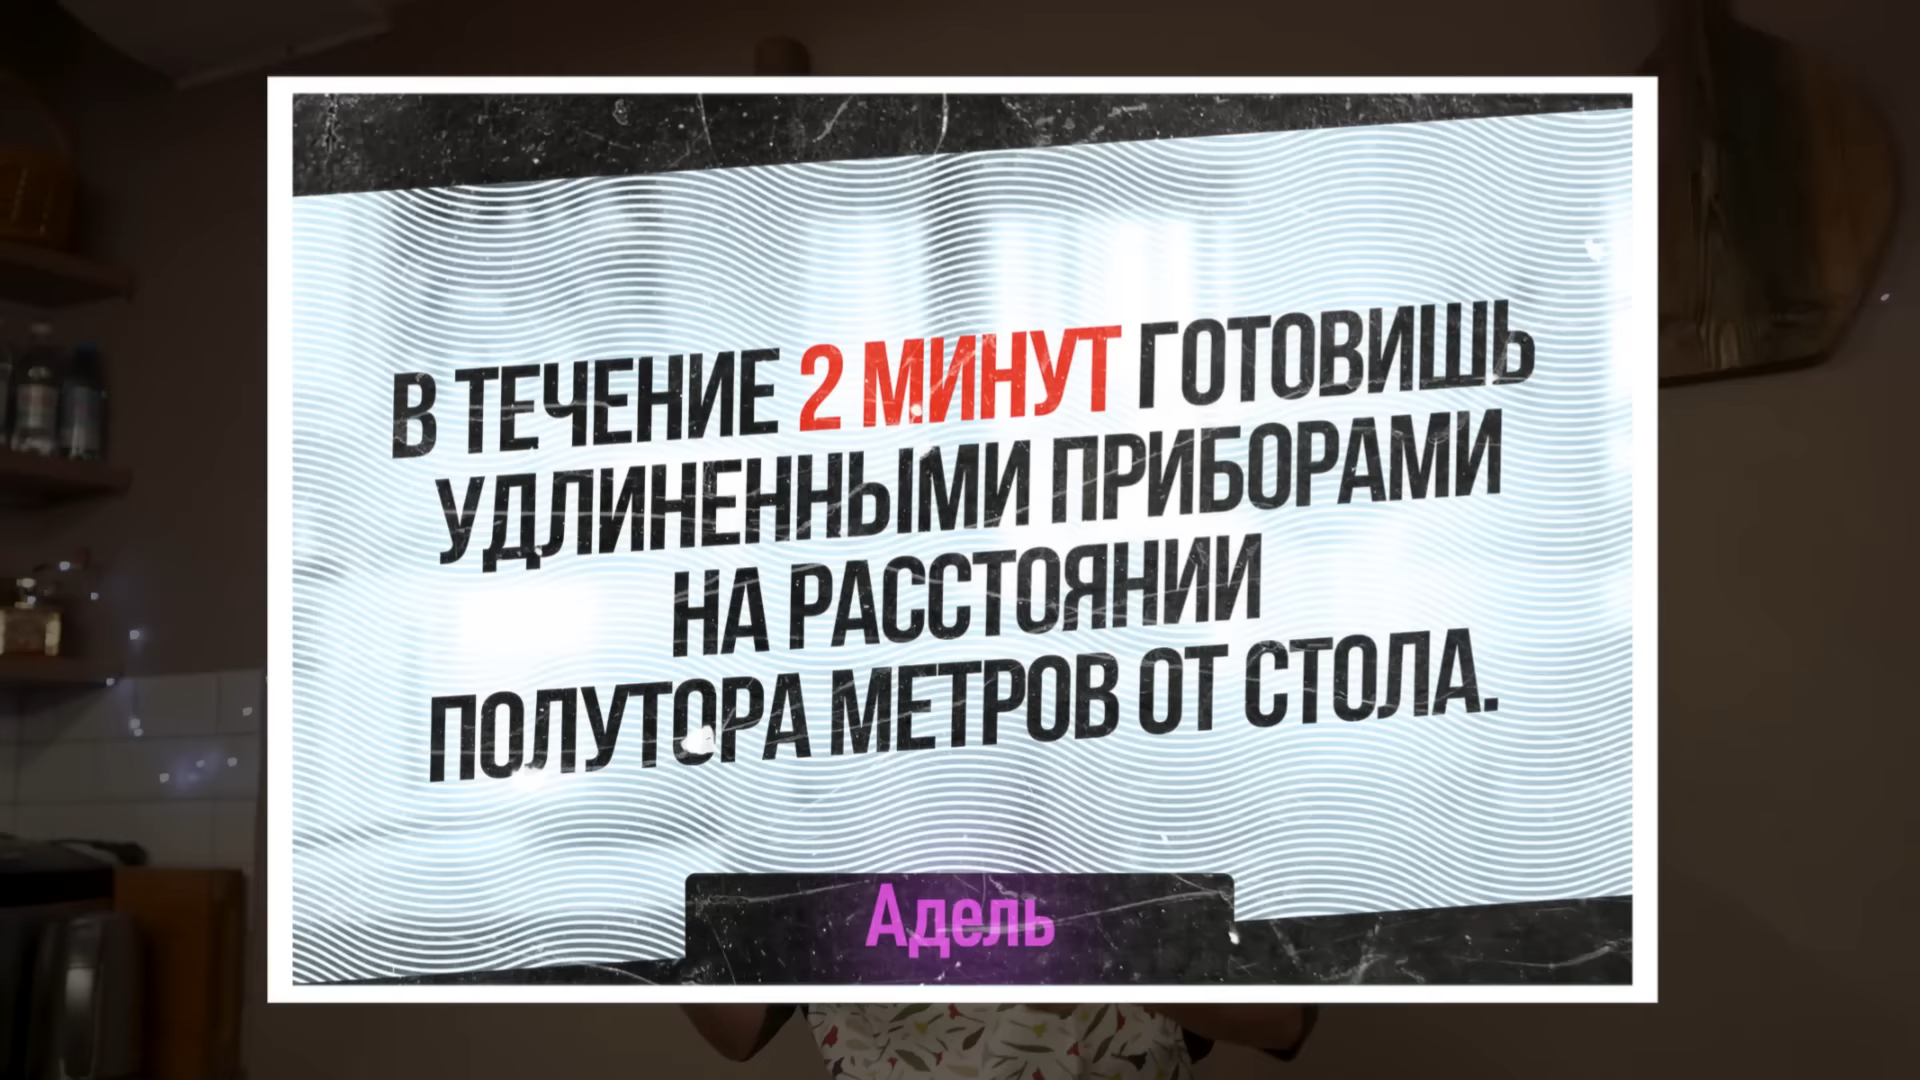 В ТЕЧЕНИЕ 2 МИНУТ ГОТОВИШЬ
УДЛИНЕННЫМИ ПРИБОРАМИ
НА РАССТОЯНИИ
ПОЛУТОРА МЕТРОВ ОТ СТОЛА.
Адель